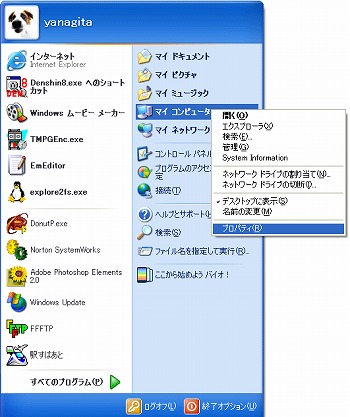 yanagita
インターネット
Internet Explorer
Denshin8.exe へのショート
カット
Windows ムービー メーカー
TMPGEnc.exe
EmEditor
explore2fs.exe
DonutP.exe
Norton SystemWorks
Adobe Photoshop Elements
2.0
Windows Update
FFFTP
駅すぱあと
すべてのプログラム(P)
マイ ドキュメント
マイ ピクチャ
マイ ミュージック
マイ コンピュータ
マイ ネットワーク
コントロール パネル
プログラムのアクセス
接続(T)
ヘルプとサポート(H)
検索(S)
ファイル名を指定して実行(R)...
ここから始めよう バイオ!
開く(O)
エクスプローラ(X)
検索(E)...
管理(G)
System Information
ネットワーク ドライブの割り当て(N)...
ネットワーク ドライブの切断(I)...
デスクトップに表示(S)
名前の変更(M)
プロパティ(R)
ログオフ(L)
終了オプション(U)